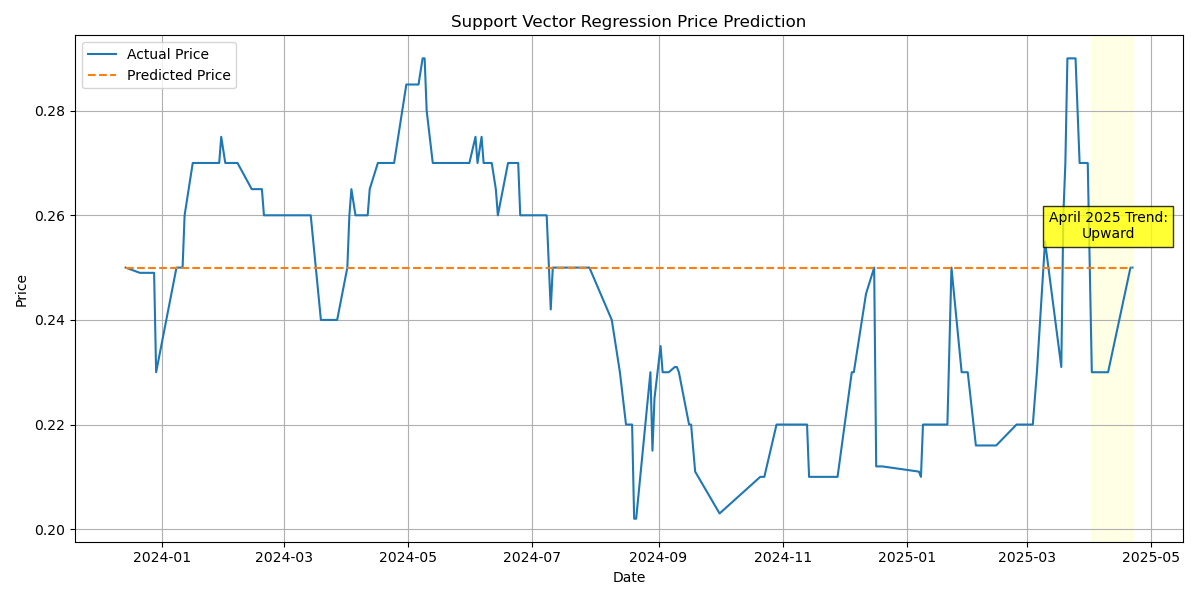 Support Vector Regression Price Prediction
Actual Price
Predicted Price
0.28
0.26
0.24
0.22
0.20
Price
April 2025 Trend:
Upward
2024-01 2024-03 2024-05 2024-07 2024-09 2024-11 2025-01 2025-03 2025-05
Date